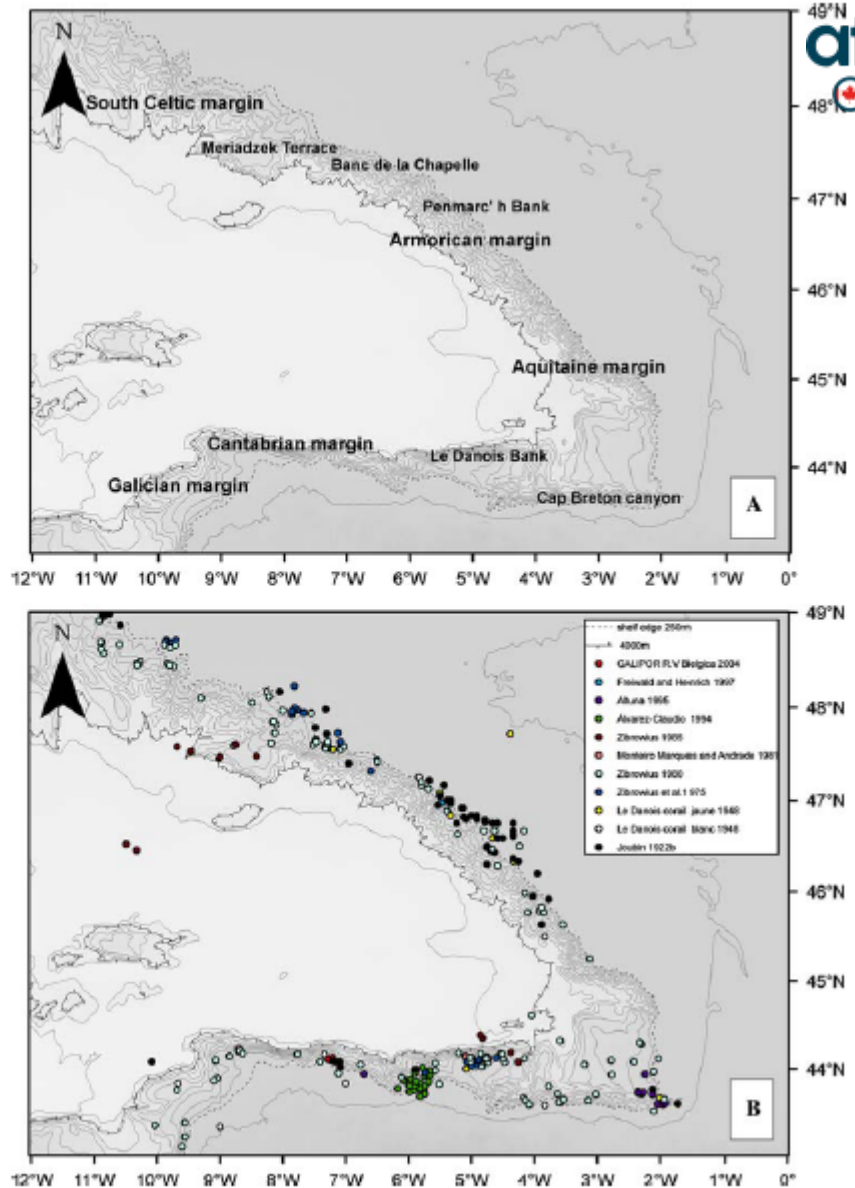 49°N
N
at
South Celtic margin
48°N
Meriadzek Terrace
Banc de la Chapelle
47°N
Penmarc' h Bank
Armorican margin
46°N
Aquitaine margin
45°N
Cantabrian margin
Le Danois Bank
44°N
Galician margin
Cap Breton canyon
A
12°W 11°W 10°W 9°W 8°W 7°W 6°W 5°W 4°W 3°W 2°W 1°W 0°
49°N
N
shelf edge 250m
4000m
GALIPOR R.V Bielgica 2004
Freiwald and Heinrich 1997
Altuna 1995
Alvarez Claudio 1994
Zibrowius 1985
Monteiro Marques and Andrade 1981
Zibrowius 1980
Zibrowius et al. 1975
Le Danois corail jaune 1948
Le Danois corail blanc 1948
Joubin 1922b
48°N
47°N
46°N
45°N
44°N
B
12°W 11°W 10°W 9°W 8°W 7°W 6°W 5°W 4°W 3°W 2°W 1°W 0°